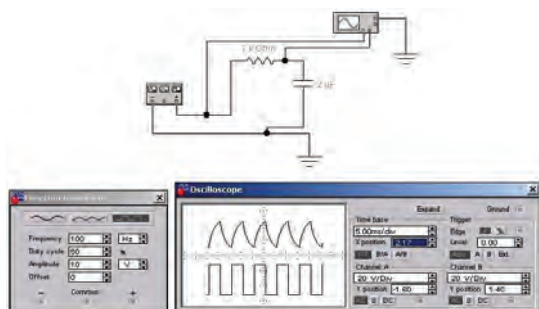 1 kOhm
2 uF
Oscilloscope
Frequency 100 Hz
Duty cycle 50 %
Amplitude 10 V
Offset 0
Common
Expand
Ground
Time base
5.00ms/div
X position -2.17
B/A A/B
Trigger
Edge
Level 0.00
A B Ext
Channel A
20 V/Div
Y position -1.60
0 DC
Channel B
20 V/Div
Y position 1.40
0 DC